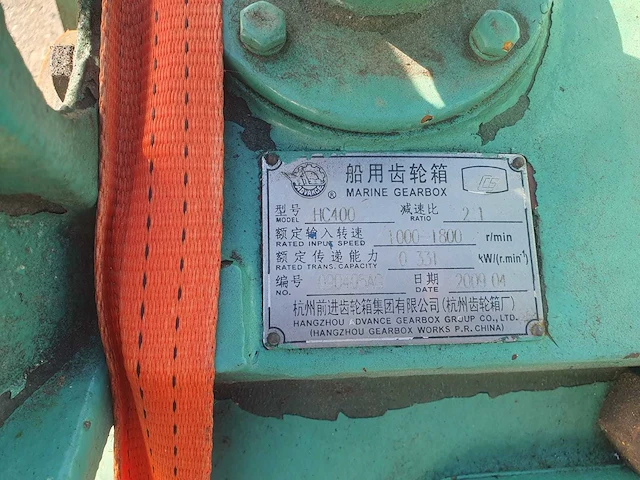 船用齿轮箱
® MARINE GEARBOX
型号 HC400 减速比 2 1
MODEL RATIO
额定输入转速 1000-1800 r/min
RATED INPUT SPEED
额定传递能力 0 331 kW/(r.min⁻¹)
RATED TRANS. CAPACITY
编号 日期 2009.04
NO. DATE
杭州前进齿轮箱集团有限公司(杭州齿轮箱厂)
HANGZHOU ADVANCE GEARBOX GROUP CO., LTD.
(HANGZHOU GEARBOX WORKS P.R.CHINA)